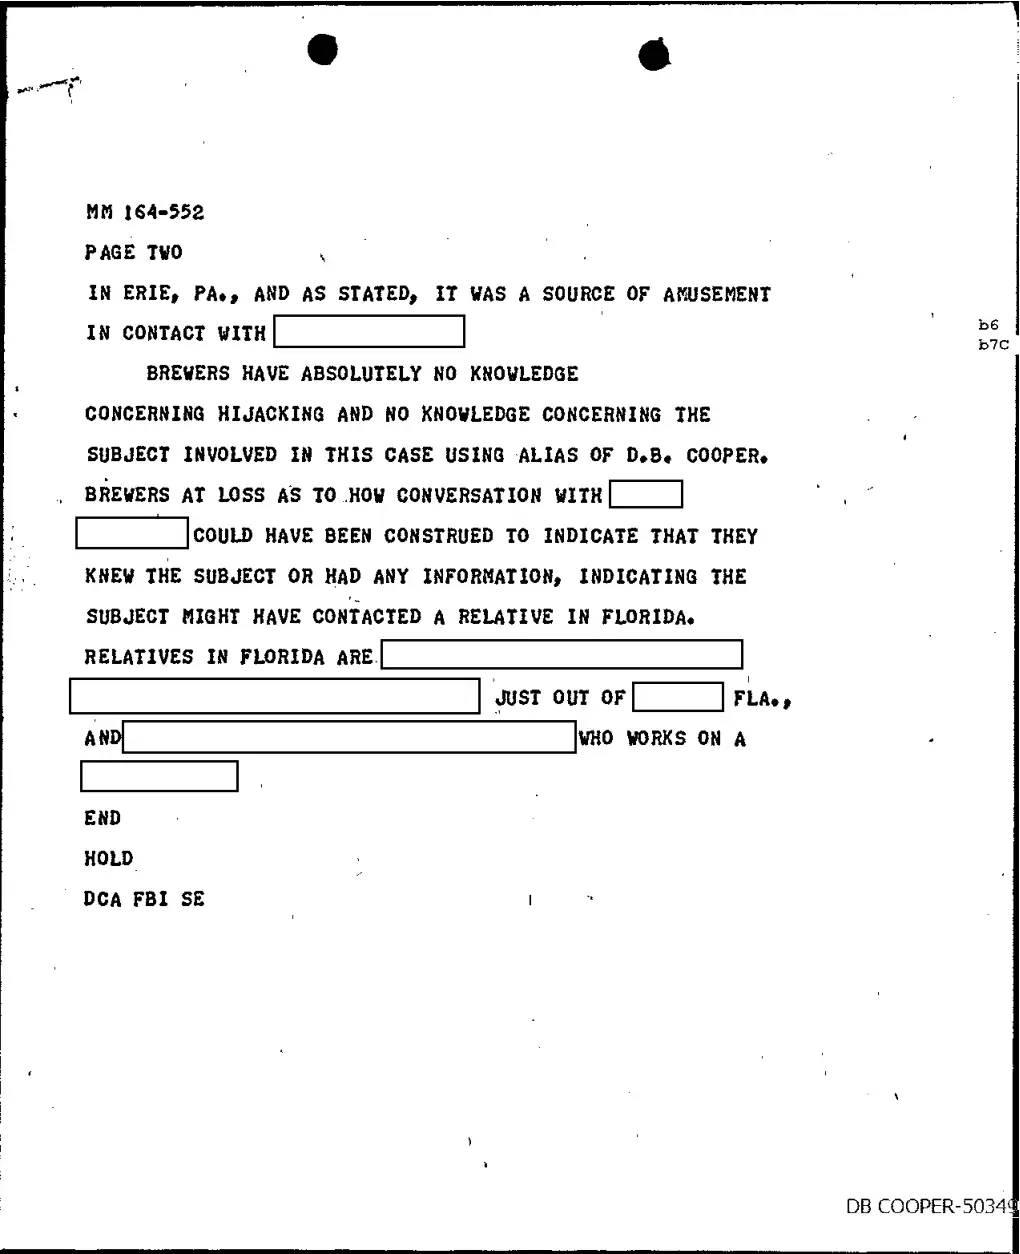 MM 164-552
PAGE TWO
IN ERIE, PA., AND AS STATED, IT WAS A SOURCE OF AMUSEMENT
IN CONTACT WITH
b6
b7C
BREWERS HAVE ABSOLUTELY NO KNOWLEDGE
CONCERNING HIJACKING AND NO KNOWLEDGE CONCERNING THE
SUBJECT INVOLVED IN THIS CASE USING ALIAS OF D.B. COOPER.
BREWERS AT LOSS AS TO HOW CONVERSATION WITH
COULD HAVE BEEN CONSTRUED TO INDICATE THAT THEY
KNEW THE SUBJECT OR HAD ANY INFORMATION, INDICATING THE
SUBJECT MIGHT HAVE CONTACTED A RELATIVE IN FLORIDA.
RELATIVES IN FLORIDA ARE
JUST OUT OF FLA.,
AND WHO WORKS ON A
END
HOLD
DCA FBI SE
DB COOPER-50349